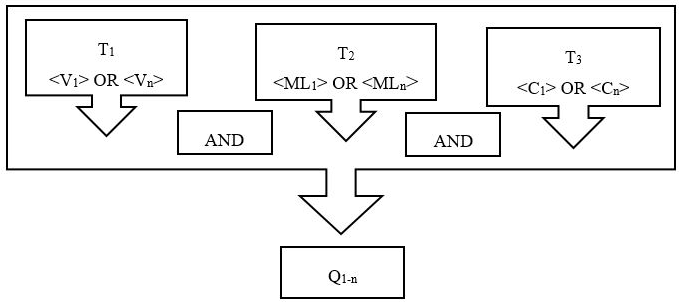 T1
<V1> OR <Vn>
T2
<ML1> OR <MLn>
T3
<C1> OR <Cn>
AND
AND
Q1-n